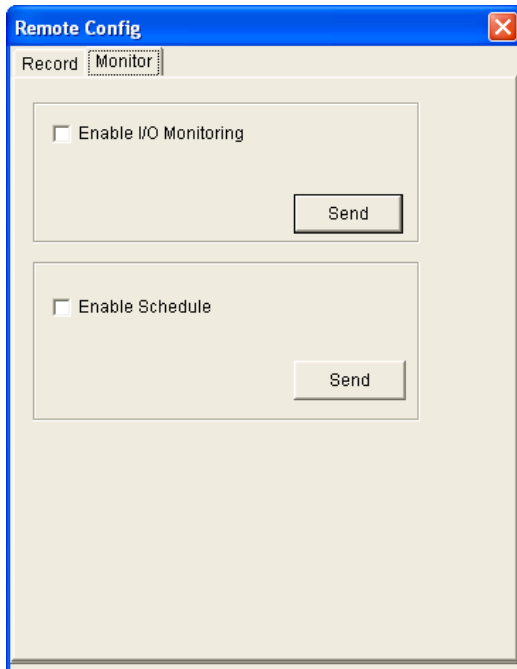 Remote Config
Record Monitor
Enable I/O Monitoring
Send
Enable Schedule
Send